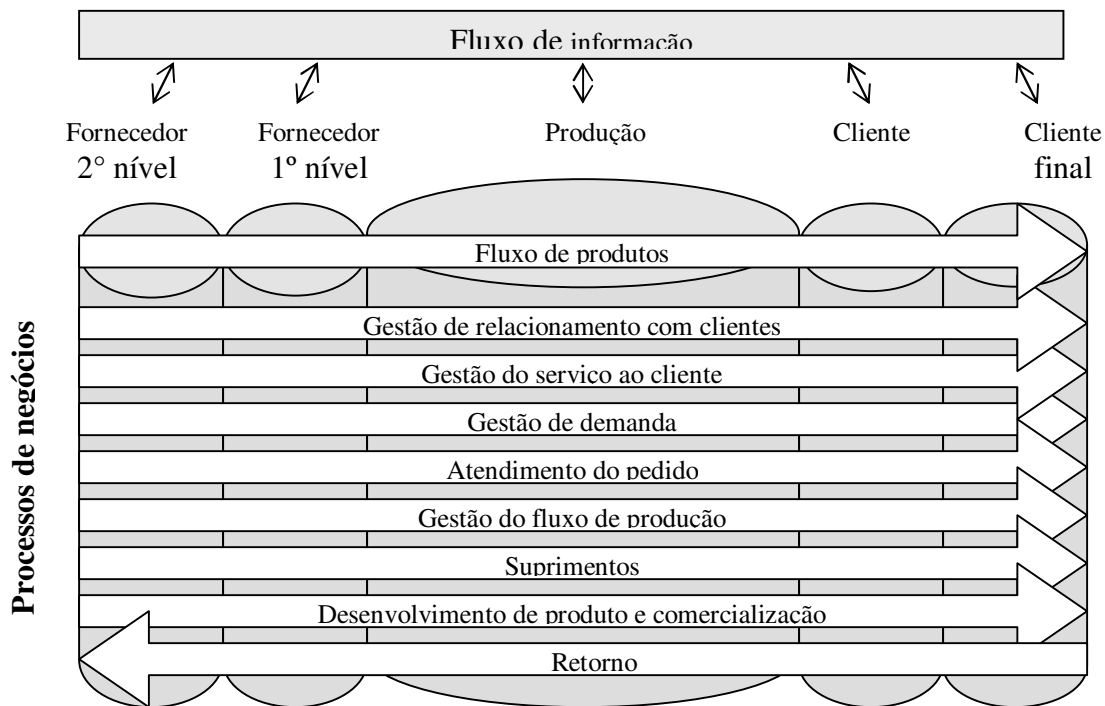 Fluxo de informação
Fornecedor
2° nível
Fornecedor
1º nível
Produção
Cliente
Cliente
final
Processos de negócios
Fluxo de produtos
Gestão de relacionamento com clientes
Gestão do serviço ao cliente
Gestão de demanda
Atendimento do pedido
Gestão do fluxo de produção
Suprimentos
Desenvolvimento de produto e comercialização
Retorno